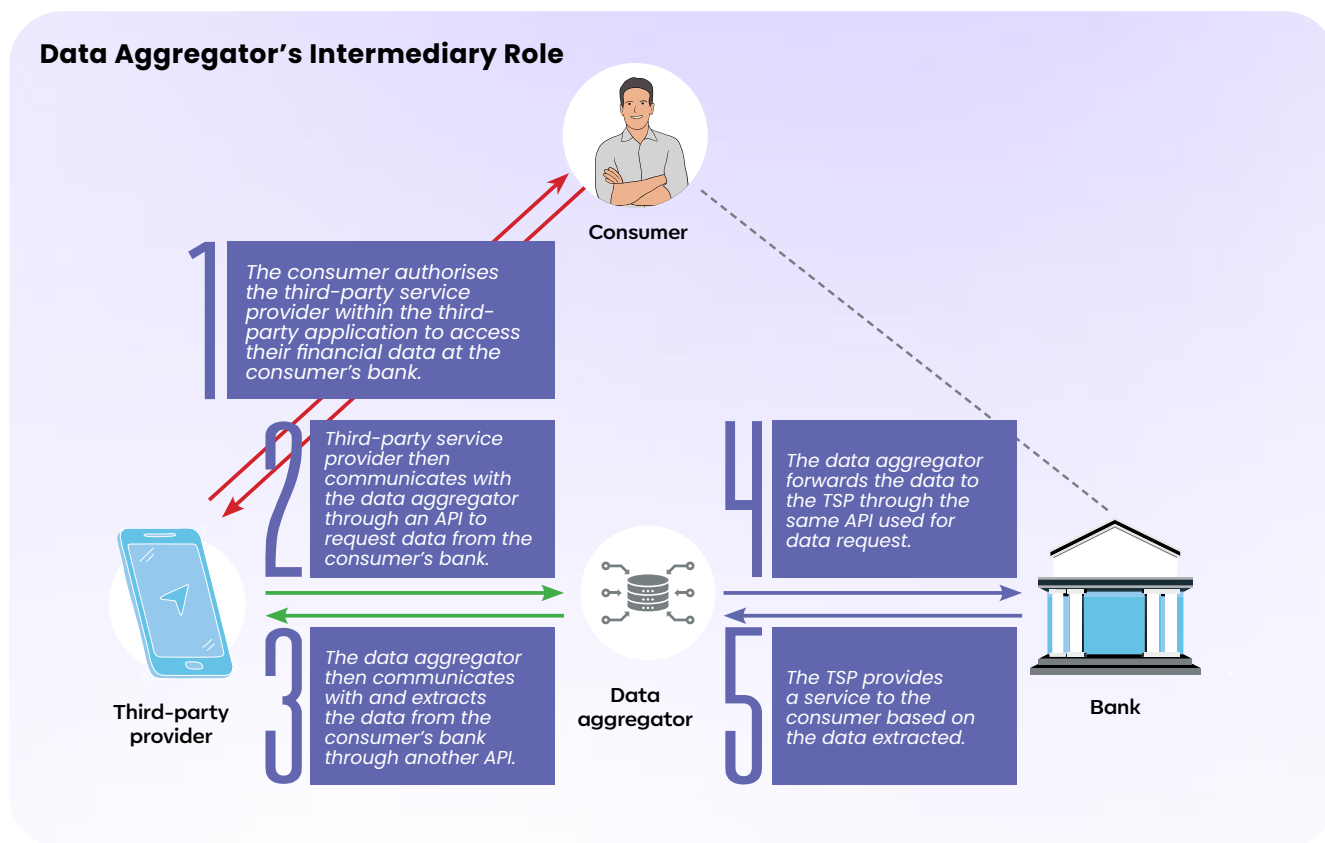 Data Aggregator’s Intermediary Role
Consumer
1
The consumer authorises
the third-party service
provider within the third-
party application to access
their financial data at the
consumer’s bank.
2
Third-party service
provider then
communicates with
the data aggregator
through an API to
request data from the
consumer’s bank.
3
The data aggregator
then communicates
with and extracts
the data from the
consumer’s bank
through another API.
4
The data aggregator
forwards the data to
the TSP through the
same API used for
data request.
5
The TSP provides
a service to the
consumer based on
the data extracted.
Third-party
provider
Data
aggregator
Bank